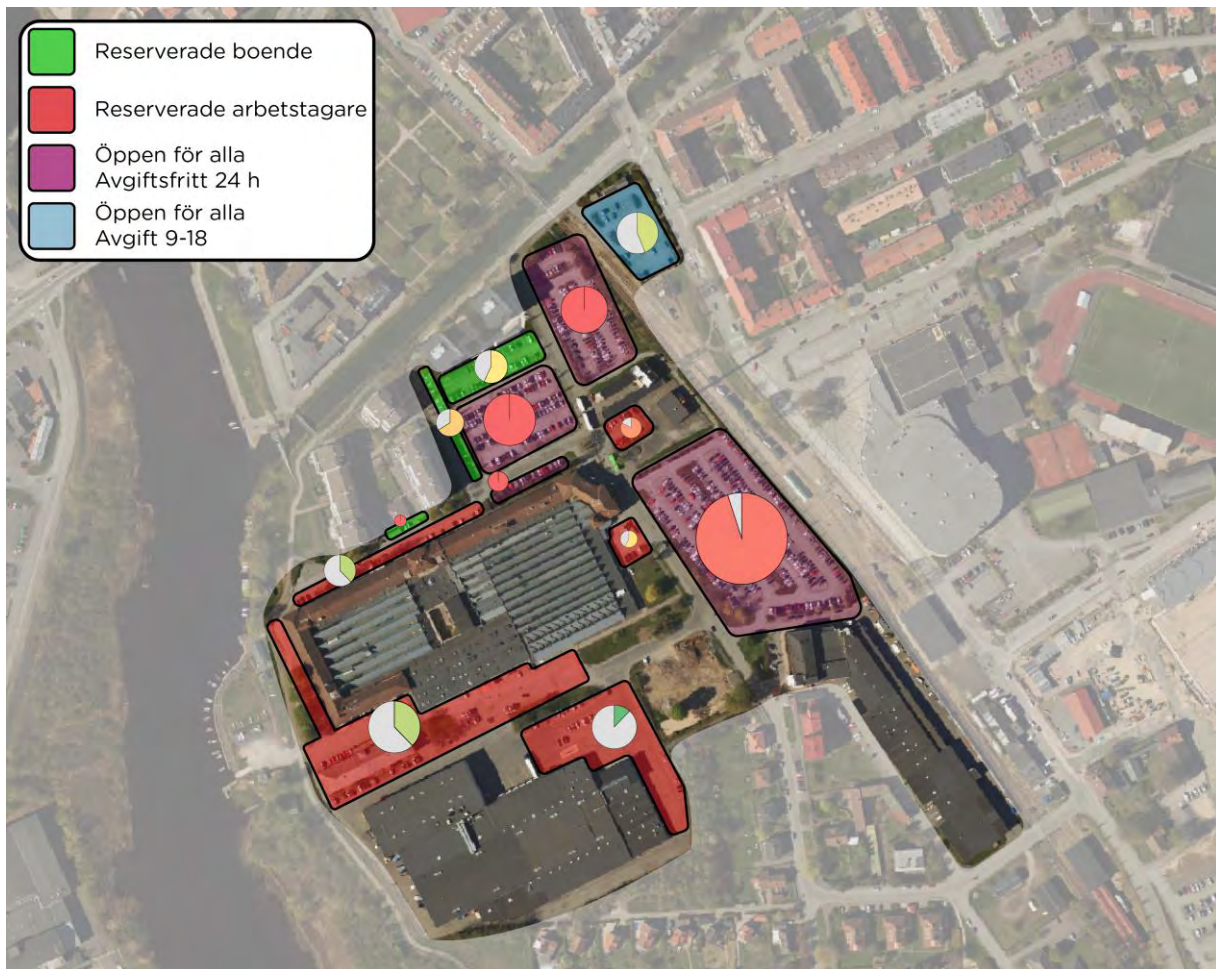 Reserverade boende
Reserverade arbetstagare
Öppen för alla
Avgiftsfritt 24 h
Öppen för alla
Avgift 9-18